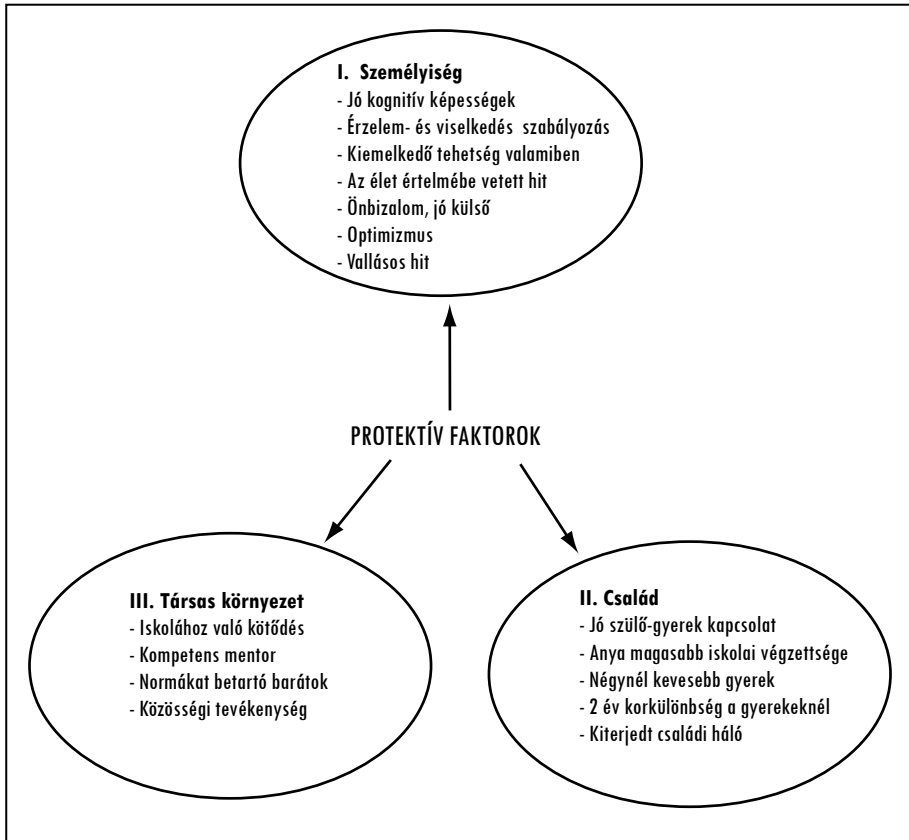 I. Személyiség
- Jó kognitív képességek
- Érzelem- és viselkedés szabályozás
- Kiemelkedő tehetség valamiben
- Az élet értelmébe vetett hit
- Önbizalom, jó külső
- Optimizmus
- Vallásos hit
PROTEKTÍV FAKTOROK
III. Társas környezet
- Iskolához való kötődés
- Kompetens mentor
- Normákat betartó barátok
- Közösségi tevékenység
II. Család
- Jó szülő-gyerek kapcsolat
- Anya magasabb iskolai végzettsége
- Négynél kevesebb gyerek
- 2 év korkülönbség a gyerekeknél
- Kiterjedt családi háló